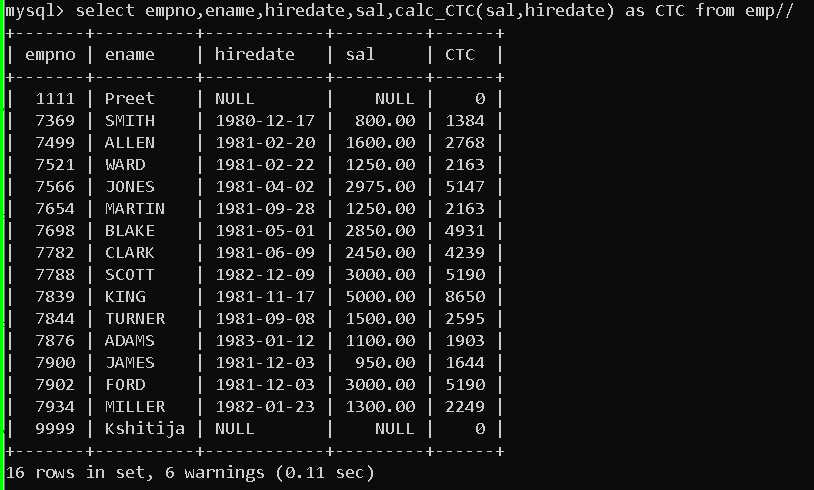 mysql> select empno,ename,hiredate,sal,calc_CTC(sal,hiredate) as CTC from emp//
+-------+----------+------------+---------+------+
| empno | ename    | hiredate   | sal     | CTC  |
+-------+----------+------------+---------+------+
|  1111 | Preet    | NULL       |    NULL |    0 |
|  7369 | SMITH    | 1980-12-17 |  800.00 | 1384 |
|  7499 | ALLEN    | 1981-02-20 | 1600.00 | 2768 |
|  7521 | WARD     | 1981-02-22 | 1250.00 | 2163 |
|  7566 | JONES    | 1981-04-02 | 2975.00 | 5147 |
|  7654 | MARTIN   | 1981-09-28 | 1250.00 | 2163 |
|  7698 | BLAKE    | 1981-05-01 | 2850.00 | 4931 |
|  7782 | CLARK    | 1981-06-09 | 2450.00 | 4239 |
|  7788 | SCOTT    | 1982-12-09 | 3000.00 | 5190 |
|  7839 | KING     | 1981-11-17 | 5000.00 | 8650 |
|  7844 | TURNER   | 1981-09-08 | 1500.00 | 2595 |
|  7876 | ADAMS    | 1983-01-12 | 1100.00 | 1903 |
|  7900 | JAMES    | 1981-12-03 |  950.00 | 1644 |
|  7902 | FORD     | 1981-12-03 | 3000.00 | 5190 |
|  7934 | MILLER   | 1982-01-23 | 1300.00 | 2249 |
|  9999 | Kshitija | NULL       |    NULL |    0 |
+-------+----------+------------+---------+------+
16 rows in set, 6 warnings (0.11 sec)